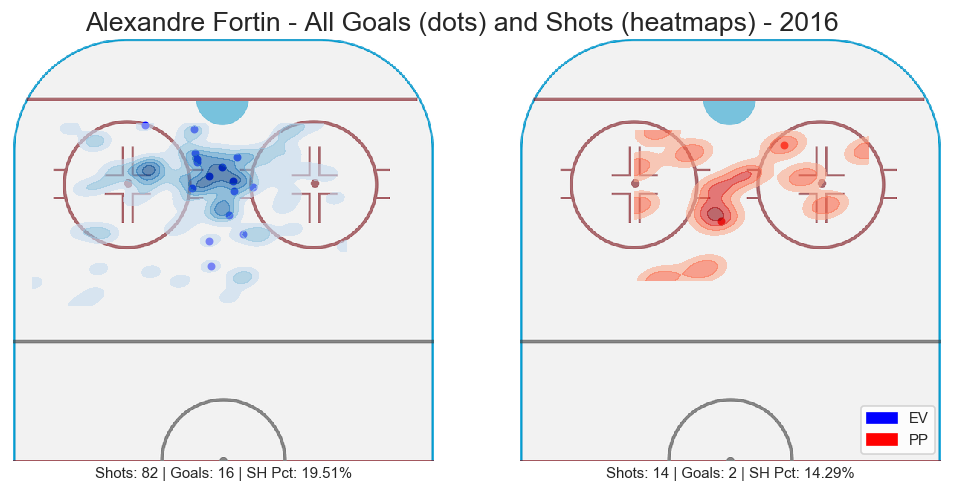 Alexandre Fortin - All Goals (dots) and Shots (heatmaps) - 2016
EV
PP
Shots: 82 | Goals: 16 | SH Pct: 19.51%
Shots: 14 | Goals: 2 | SH Pct: 14.29%